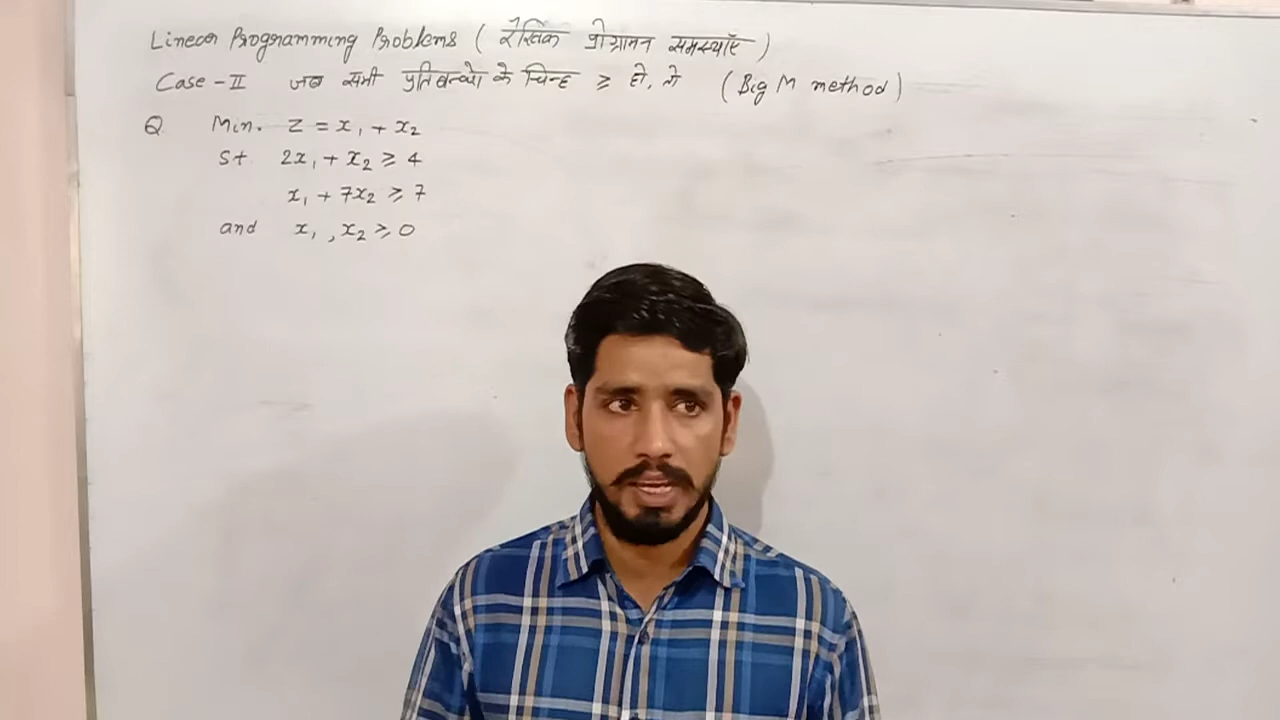 Linear Programming Problems ( रैखिक प्रोग्रामन समस्याएँ )
Case - II जब सभी प्रतिबन्धो के चिन्ह ≥ हो, तो ( Big M method )
Q Min. Z = x₁ + x₂
St 2x₁ + x₂ ≥ 4
x₁ + 7x₂ ≥ 7
and x₁ , x₂ ≥ 0